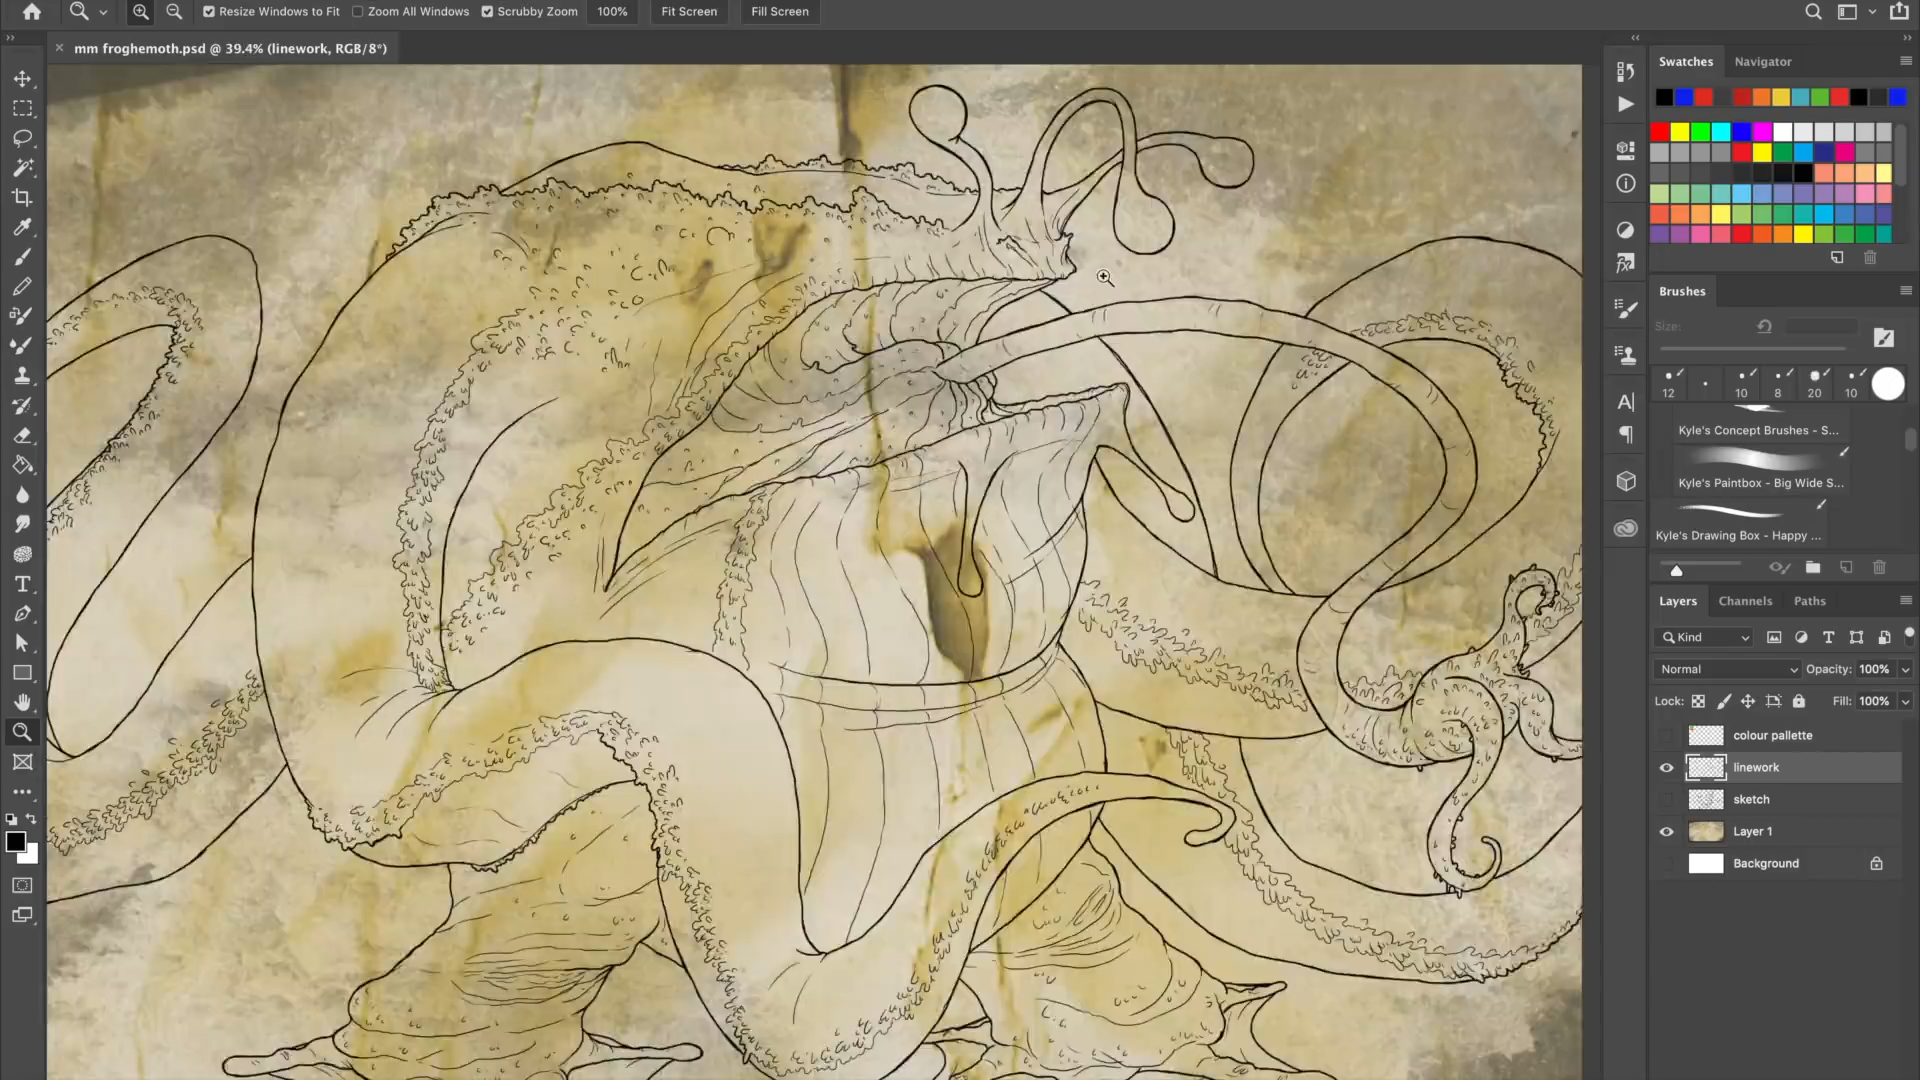 Resize Windows to Fit Zoom All Windows Scrubby Zoom 100% Fit Screen Fill Screen
mm froghemoth.psd @ 39.4% (linework, RGB/8*)
Swatches Navigator
Brushes
Size:
12 10 8 20 10
Kyle's Concept Brushes - S...
Kyle's Paintbox - Big Wide S...
Kyle's Drawing Box - Happy ...
Layers Channels Paths
Kind
Normal Opacity: 100%
Lock: Fill: 100%
colour pallette
linework
sketch
Layer 1
Background